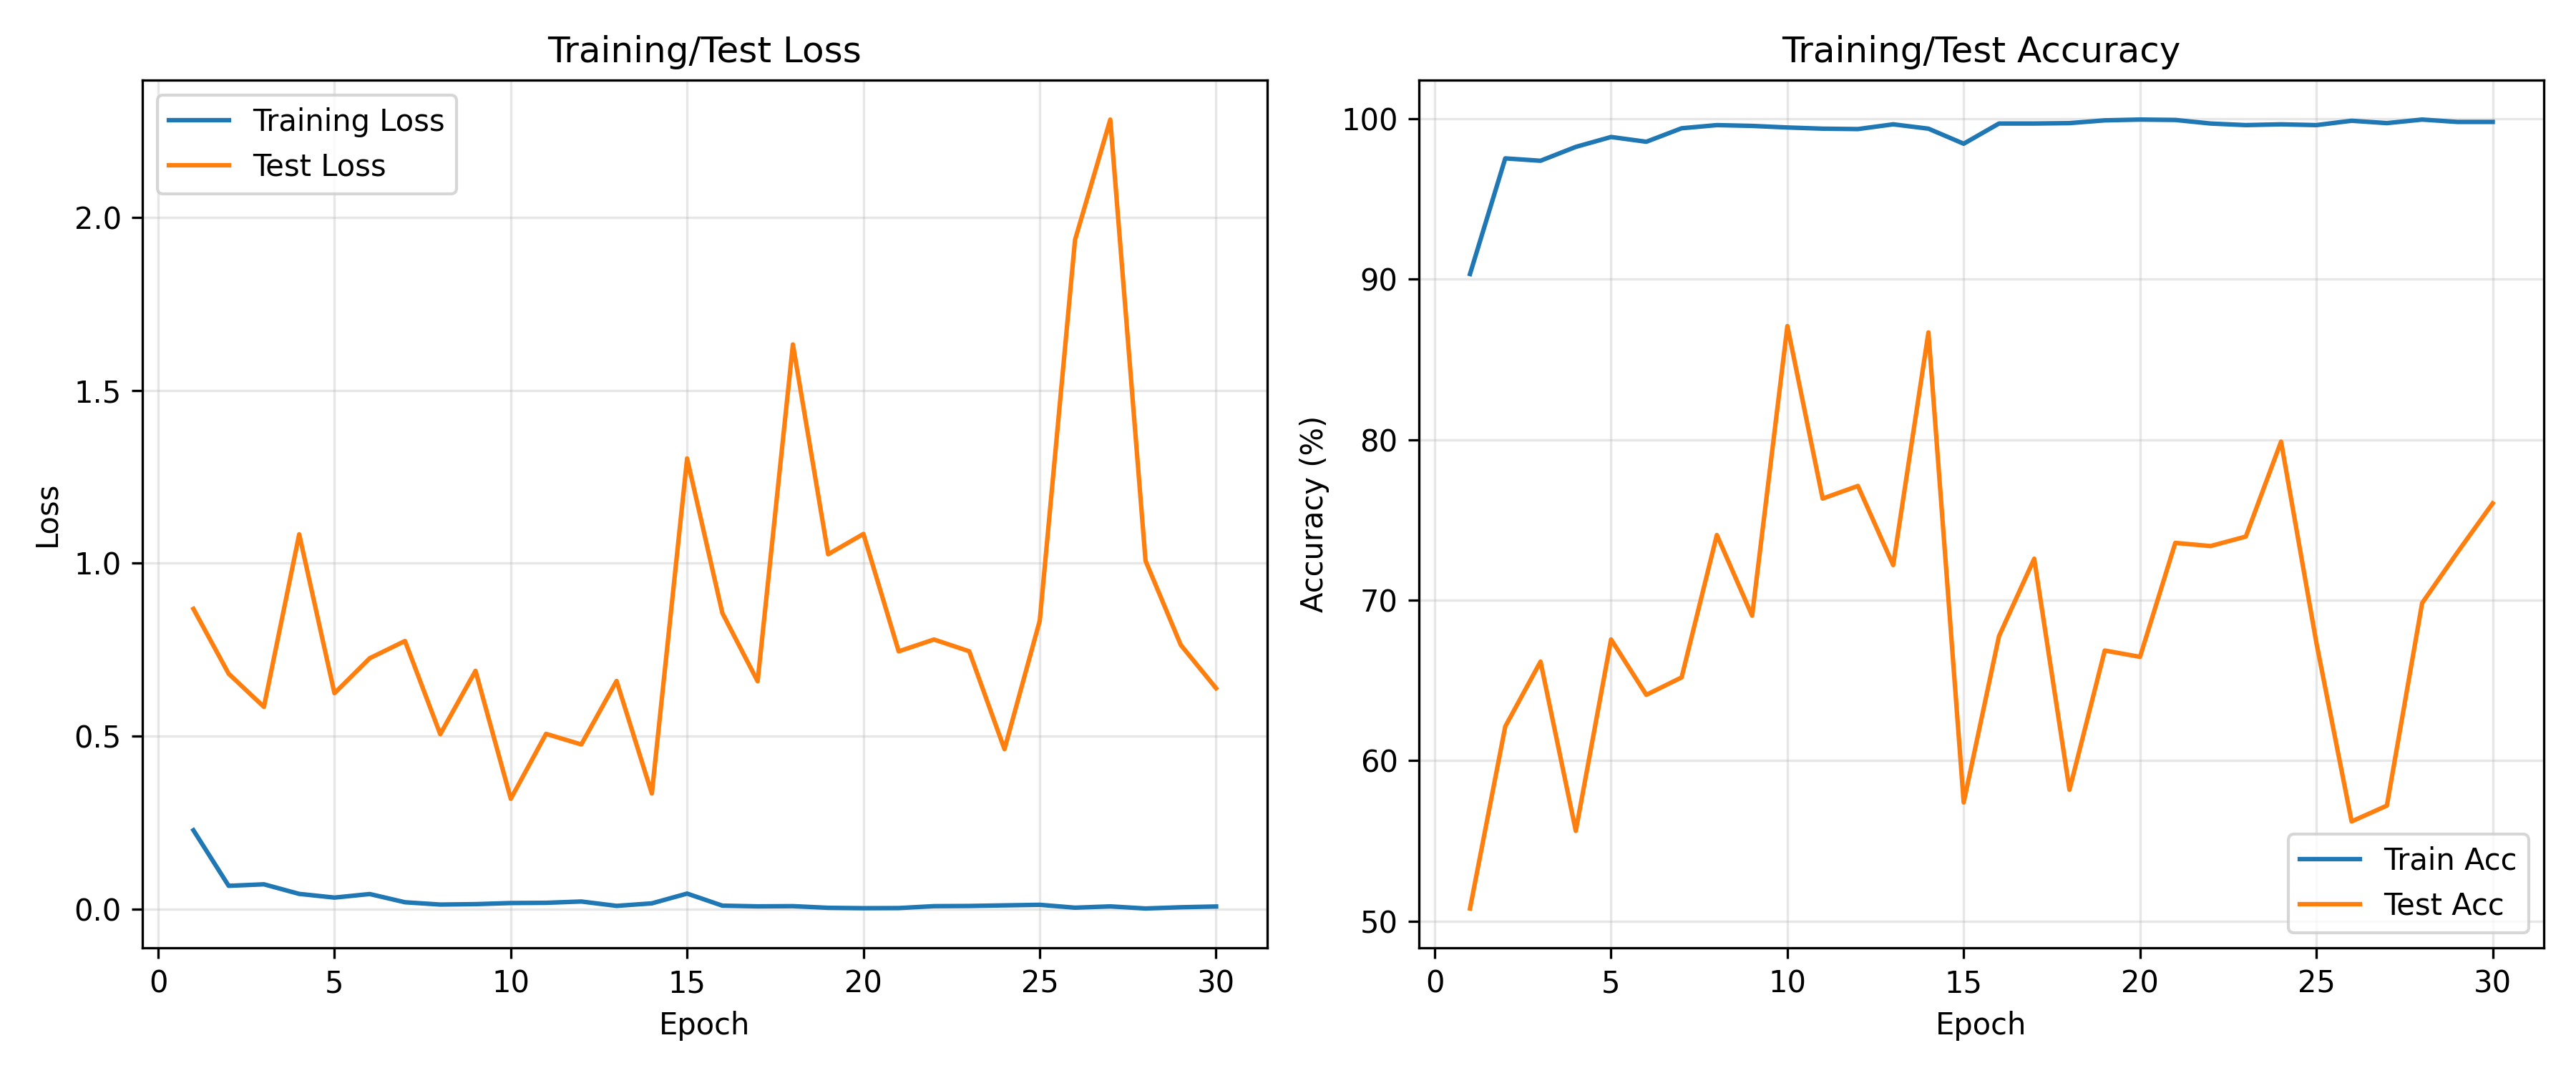 Training/Test Loss
Training Loss
Test Loss
2.0
1.5
1.0
0.5
0.0
Loss
0 5 10 15 20 25 30
Epoch
Training/Test Accuracy
100
90
80
70
60
50
Accuracy (%)
Train Acc
Test Acc
0 5 10 15 20 25 30
Epoch